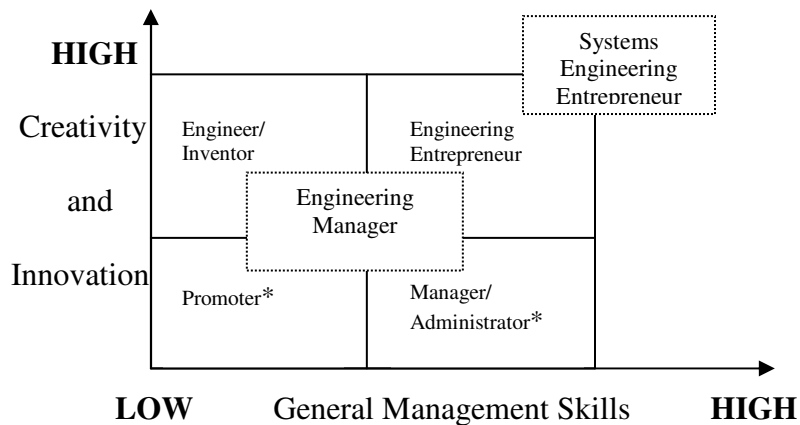 HIGH
Systems
Engineering
Entrepreneur
Creativity
and
Innovation
Engineer/
Inventor
Engineering
Entrepreneur
Engineering
Manager
Promoter*
Manager/
Administrator*
LOW
General Management Skills
HIGH